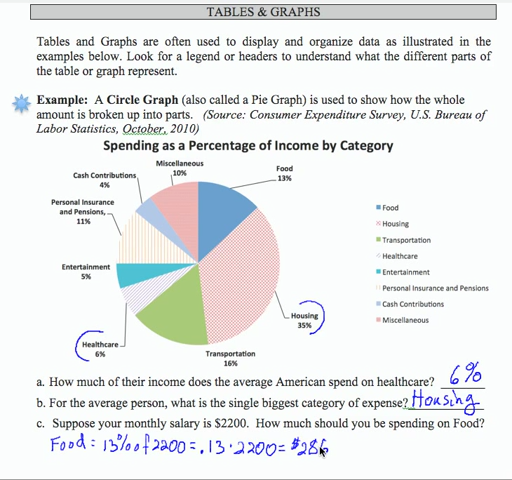 TABLES & GRAPHS
Tables and Graphs are often used to display and organize data as illustrated in the
examples below. Look for a legend or headers to understand what the different parts of
the table or graph represent.
Example: A Circle Graph (also called a Pie Graph) is used to show how the whole
amount is broken up into parts. (Source: Consumer Expenditure Survey, U.S. Bureau of
Labor Statistics, October, 2010)
Spending as a Percentage of Income by Category
Miscellaneous
10%
Food
13%
Cash Contributions,
4%
Personal Insurance
and Pensions,
11%
Entertainment
5%
Healthcare
6%
Transportation
16%
Housing
35%
Food
Housing
Transportation
Healthcare
Entertainment
Personal Insurance and Pensions
Cash Contributions
Miscellaneous
a. How much of their income does the average American spend on healthcare? 6%
b. For the average person, what is the single biggest category of expense? Housing
c. Suppose your monthly salary is $2200. How much should you be spending on Food?
Food = 13% of 2200 = .13 · 2200 = $286